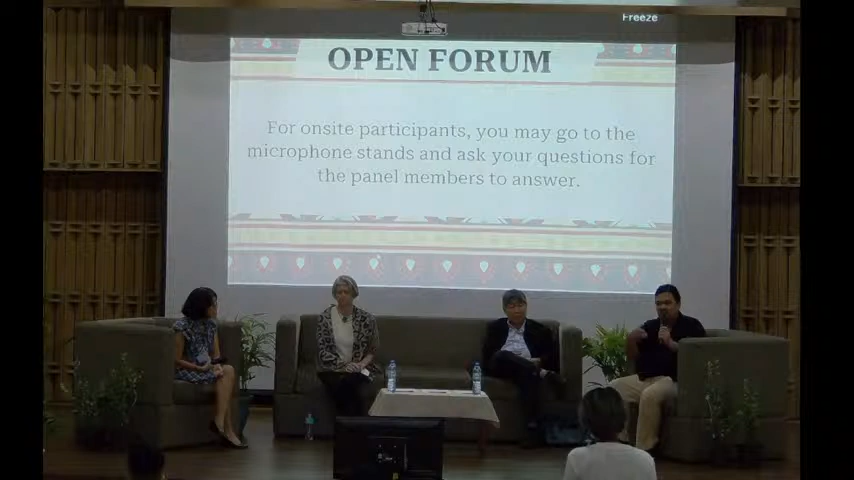 Freeze
OPEN FORUM
For onsite participants, you may go to the
microphone stands and ask your questions for
the panel members to answer.